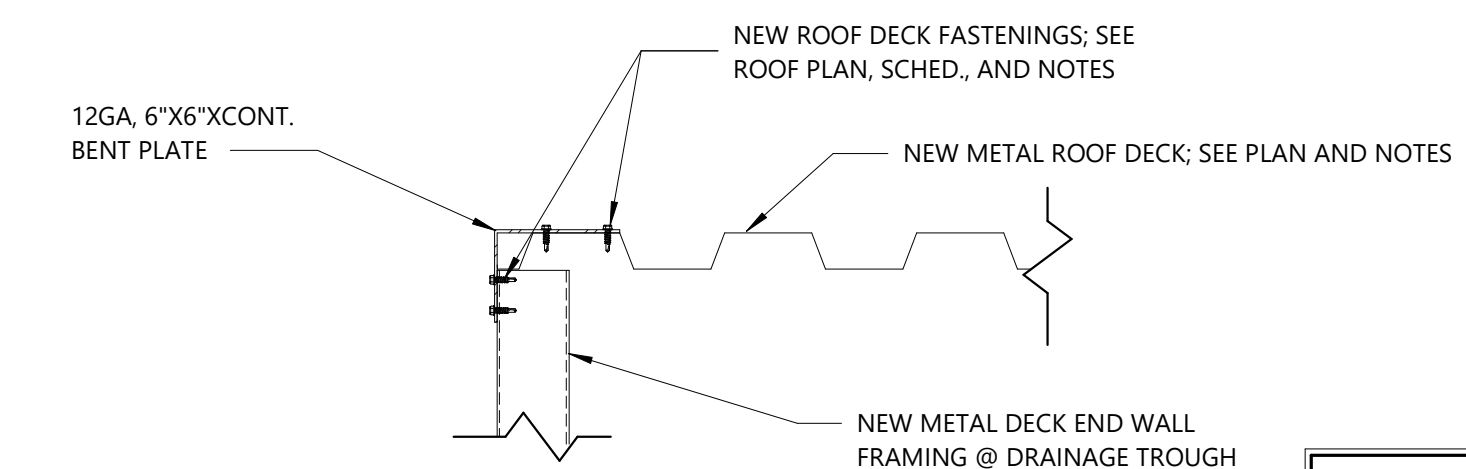 NEW ROOF DECK FASTENINGS; SEE
ROOF PLAN, SCHED., AND NOTES
12GA, 6"X6"XCONT.
BENT PLATE
NEW METAL ROOF DECK; SEE PLAN AND NOTES
NEW METAL DECK END WALL
FRAMING @ DRAINAGE TROUGH